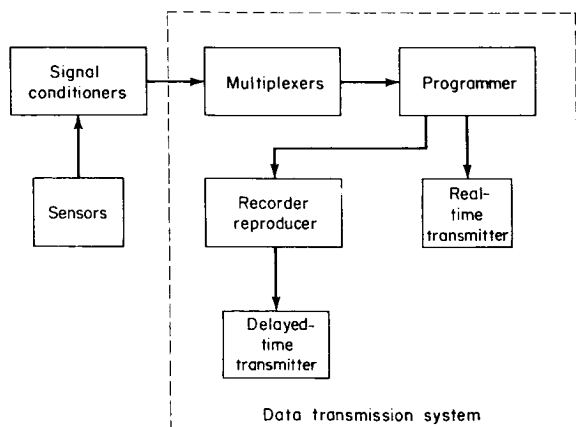 Signal
conditioners
Multiplexers
Programmer
Sensors
Recorder
reproducer
Real-
time
transmitter
Delayed-
time
transmitter
Data transmission system